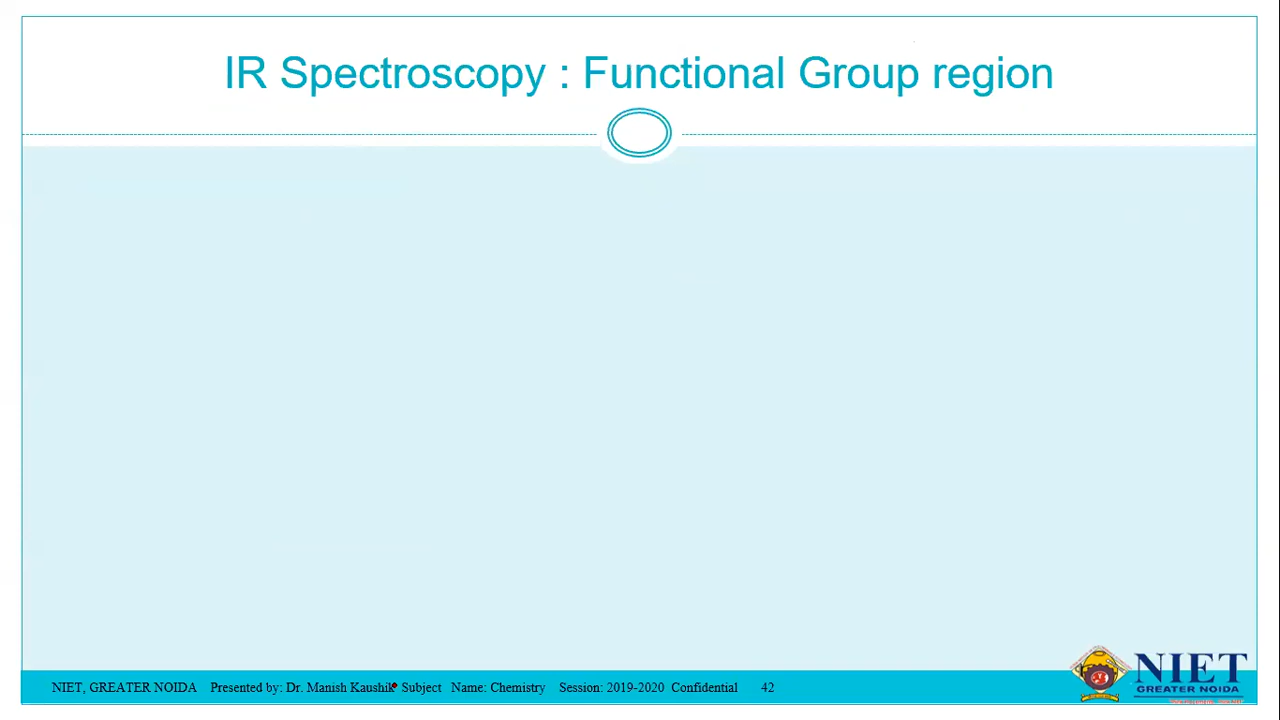 IR Spectroscopy : Functional Group region
NIET, GREATER NOIDA Presented by: Dr. Manish Kaushik Subject Name: Chemistry Session: 2019-2020 Confidential 42
NIET
GREATER NOIDA